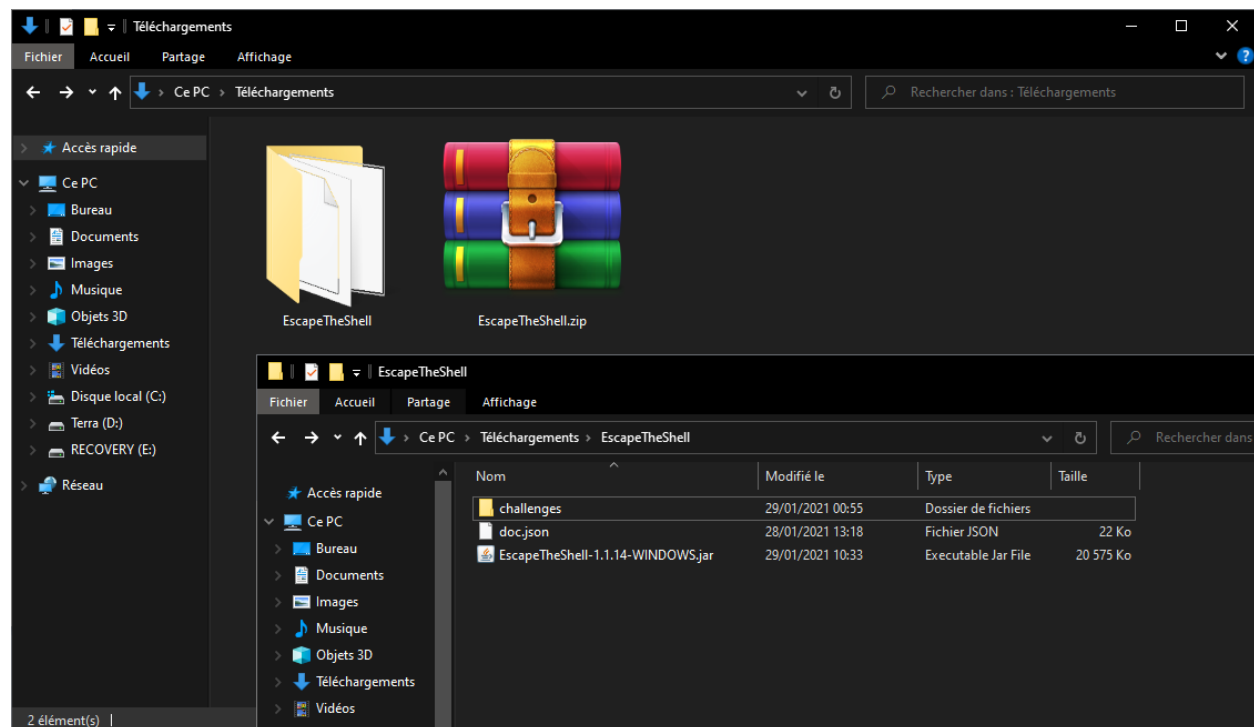 Téléchargements
Fichier Accueil Partage Affichage
Ce PC Téléchargements Rechercher dans : Téléchargements
Accès rapide
Ce PC
Bureau
Documents
Images
Musique
Objets 3D
Téléchargements
Vidéos
Disque local (C:)
Terra (D:)
RECOVERY (E:)
Réseau
2 élément(s)
EscapeTheShell EscapeTheShell.zip
EscapeTheShell
Fichier Accueil Partage Affichage
Ce PC Téléchargements EscapeTheShell Rechercher dans
Accès rapide
Ce PC
Bureau
Documents
Images
Musique
Objets 3D
Téléchargements
Vidéos
Nom Modifié le Type Taille
challenges 29/01/2021 00:55 Dossier de fichiers
doc.json 28/01/2021 13:18 Fichier JSON 22 Ko
EscapeTheShell-1.1.14-WINDOWS.jar 29/01/2021 10:33 Executable Jar File 20 575 Ko